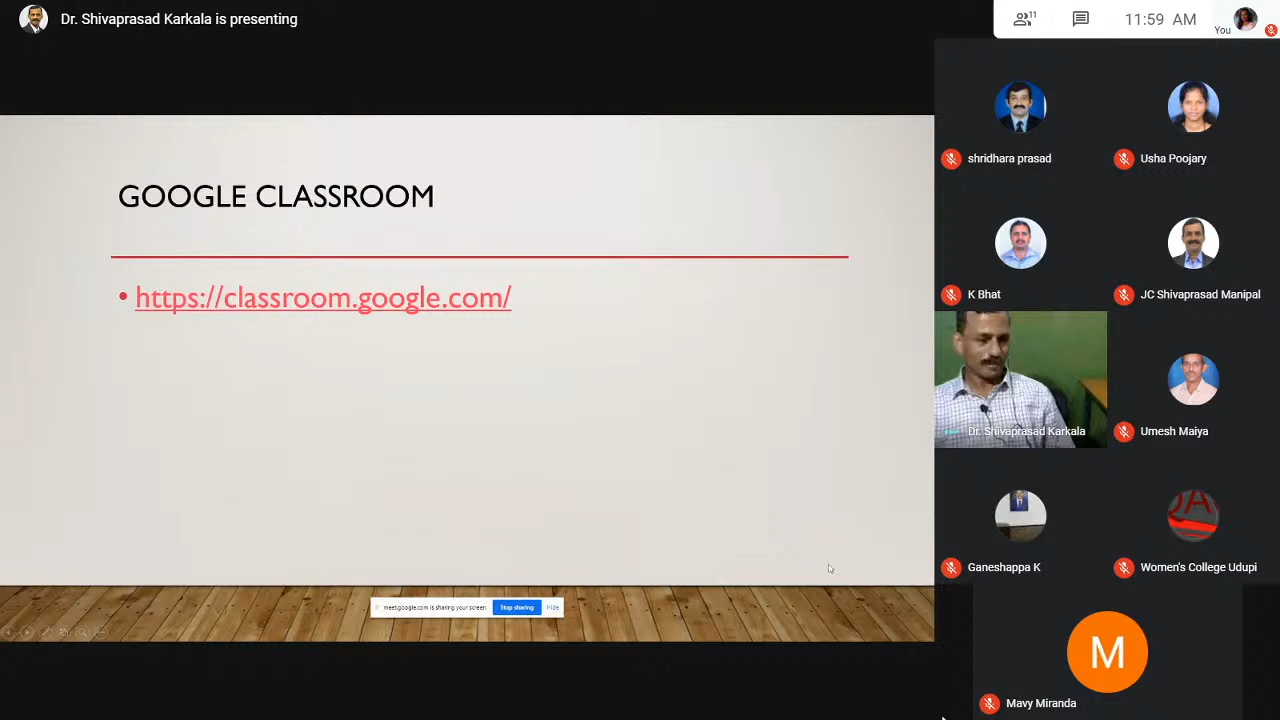 Dr. Shivaprasad Karkala is presenting
11
11:59 AM
You
GOOGLE CLASSROOM
• https://classroom.google.com/
meet.google.com is sharing your screen.
Stop sharing
Hide
shridhara prasad
Usha Poojary
K Bhat
JC Shivaprasad Manipal
Dr. Shivaprasad Karkala
Umesh Maiya
Ganeshappa K
Women's College Udupi
M
Mavy Miranda